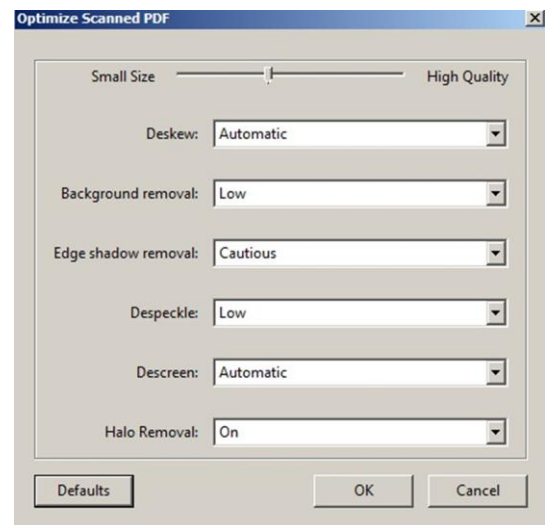 Optimize Scanned PDF
Small Size High Quality
Deskew: Automatic
Background removal: Low
Edge shadow removal: Cautious
Despeckle: Low
Descreen: Automatic
Halo Removal: On
Defaults OK Cancel